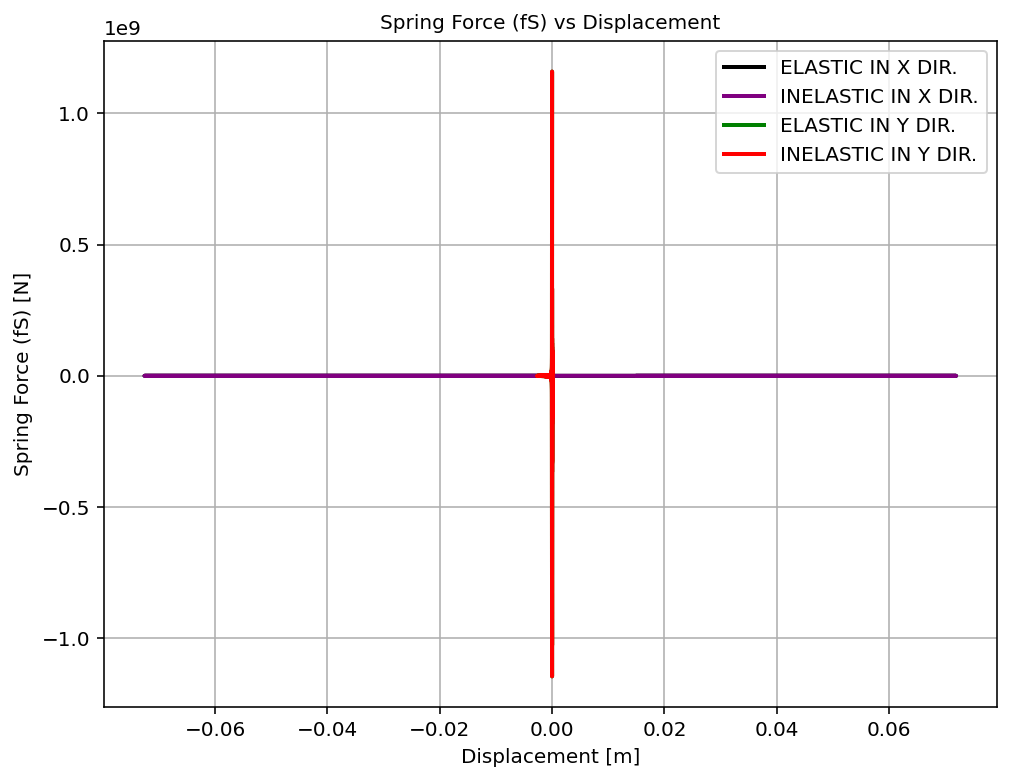 Spring Force (fS) vs Displacement
1e9
ELASTIC IN X DIR.
INELASTIC IN X DIR.
ELASTIC IN Y DIR.
INELASTIC IN Y DIR.
1.0
0.5
0.0
−0.5
−1.0
Spring Force (fS) [N]
−0.06 −0.04 −0.02 0.00 0.02 0.04 0.06
Displacement [m]